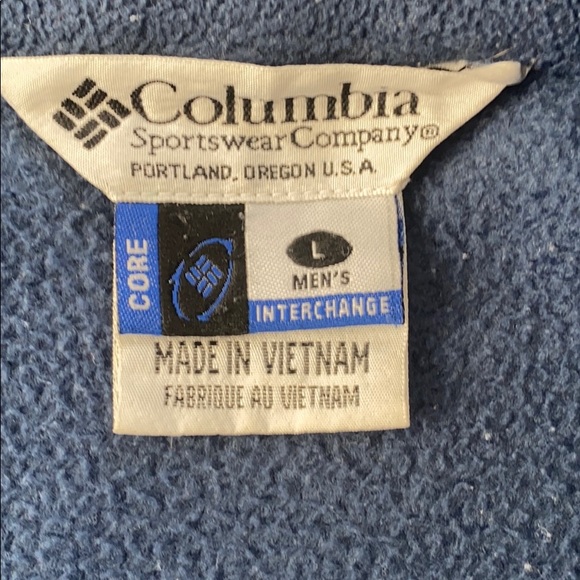 Columbia
Sportswear Company®
PORTLAND, OREGON U.S.A.
CORE
L
MEN'S
INTERCHANGE
MADE IN VIETNAM
FABRIQUE AU VIETNAM